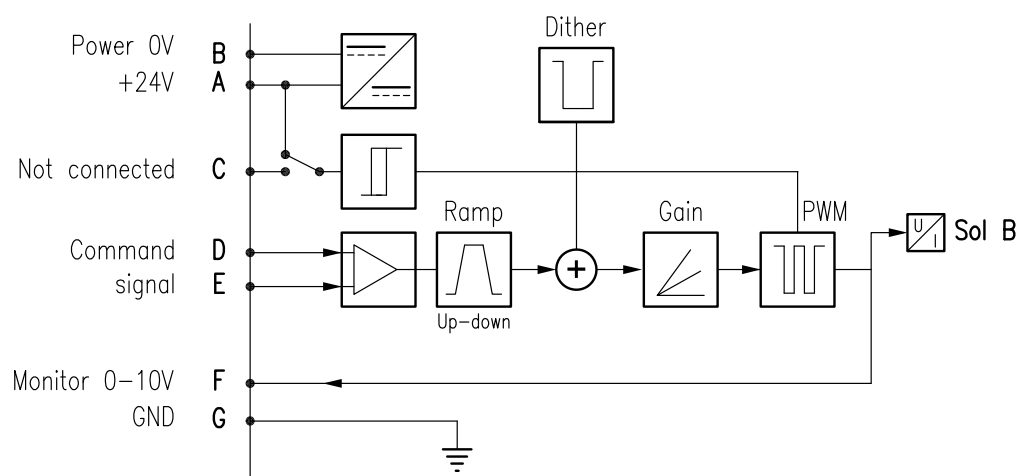 Dither
Power 0V B
+24V A
Not connected C
Ramp Gain PWM
Command D
signal E
U
I
Sol B
+
Up-down
Monitor 0-10V F
GND G